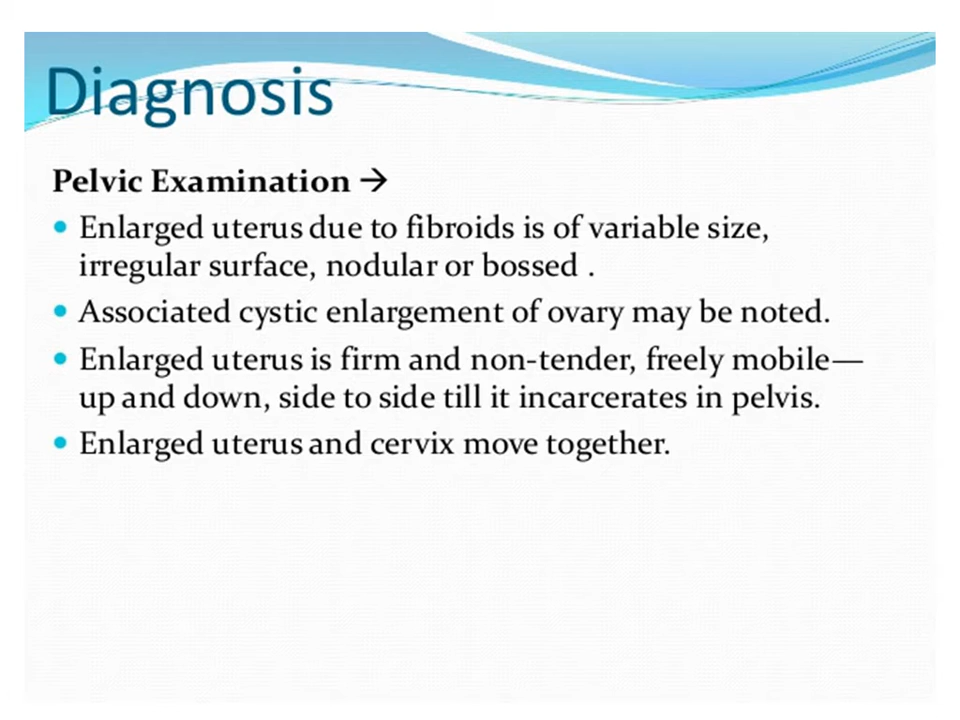 Diagnosis
Pelvic Examination →
• Enlarged uterus due to fibroids is of variable size,
irregular surface, nodular or bossed .
• Associated cystic enlargement of ovary may be noted.
• Enlarged uterus is firm and non-tender, freely mobile—
up and down, side to side till it incarcerates in pelvis.
• Enlarged uterus and cervix move together.